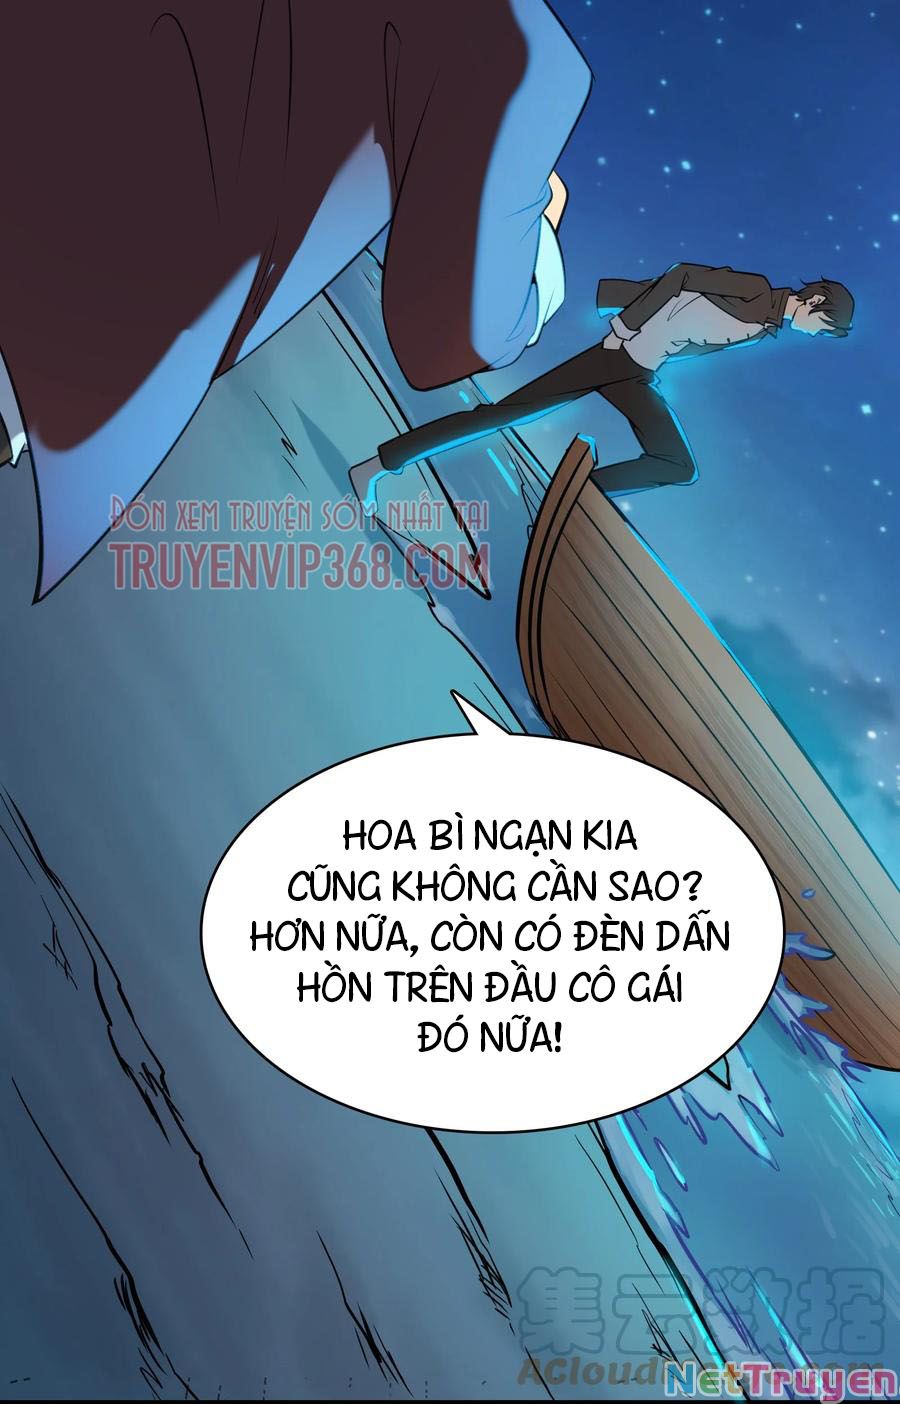 ĐÓN XEM TRUYỆN SỚM NHẤT TẠI
TRUYENVIP368.COM
HOA BÌ NGẠN KIA
CŨNG KHÔNG CẦN SAO?
HƠN NỮA, CÒN CÓ ĐÈN DẪN
HỒN TRÊN ĐẦU CÔ GÁI
ĐÓ NỮA!
集云数据
NetTruyen